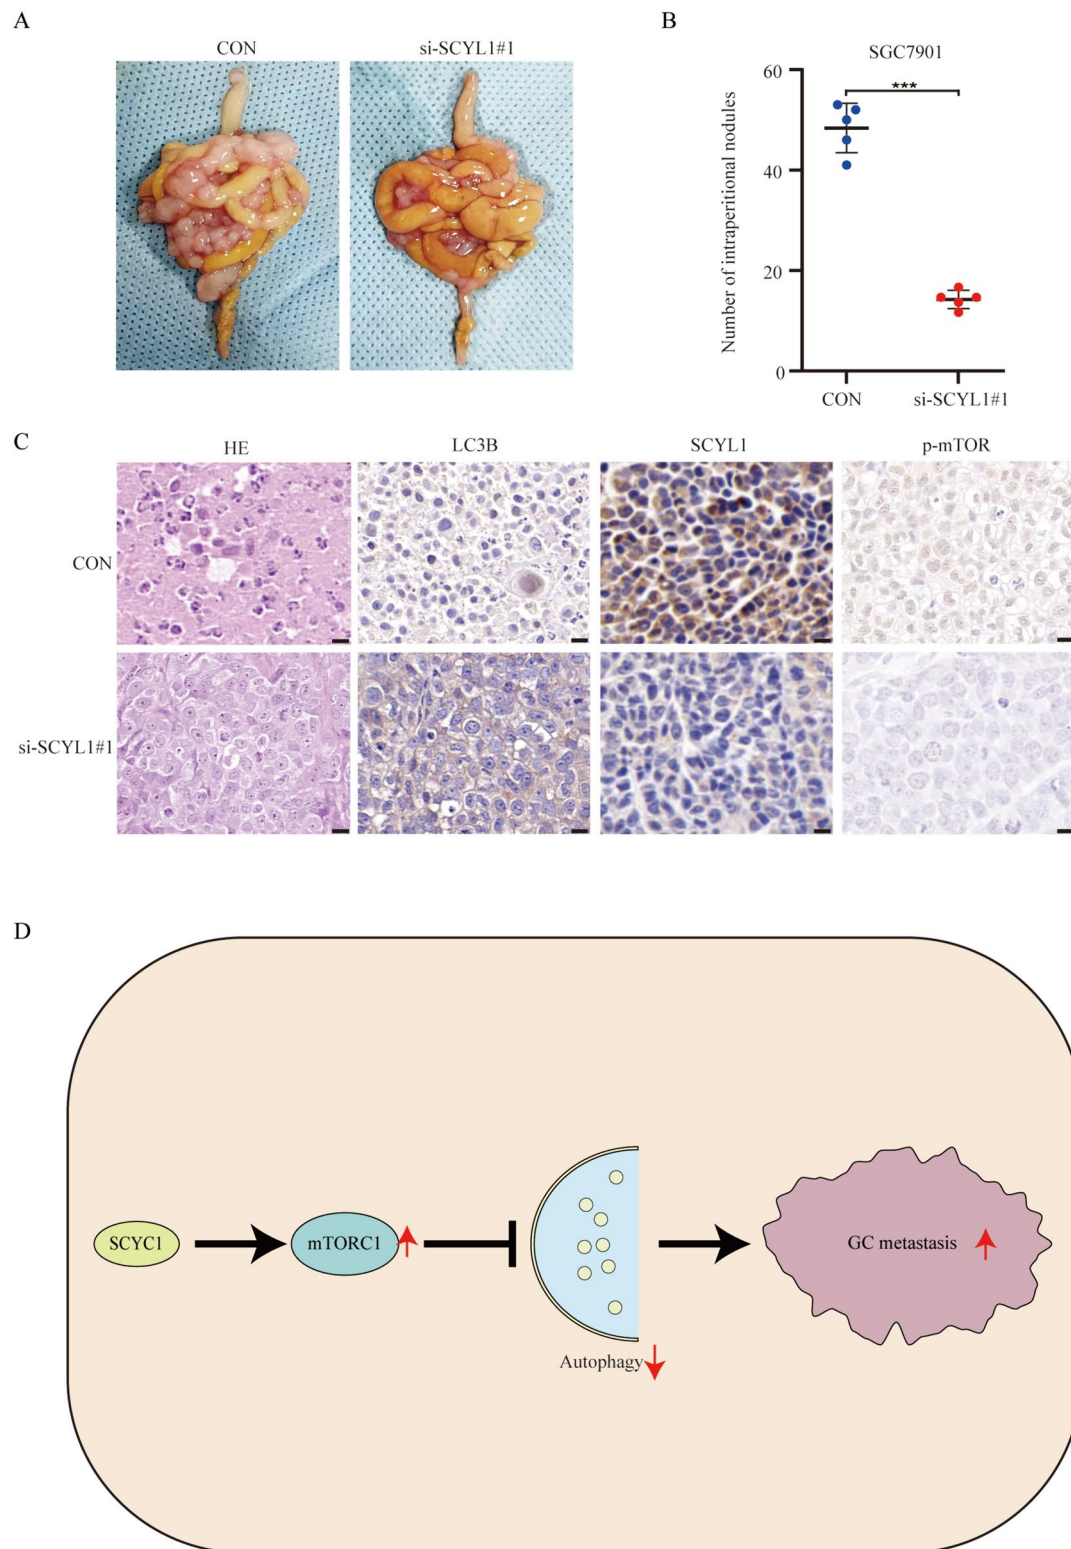 A
CON
si-SCYL1#1
B
SGC7901
***
60
40
20
0
Number of intraperitional nodules
CON
si-SCYL1#1
C
HE
LC3B
SCYL1
p-mTOR
CON
si-SCYL1#1
D
SCYC1
mTORC1
Autophagy
GC metastasis